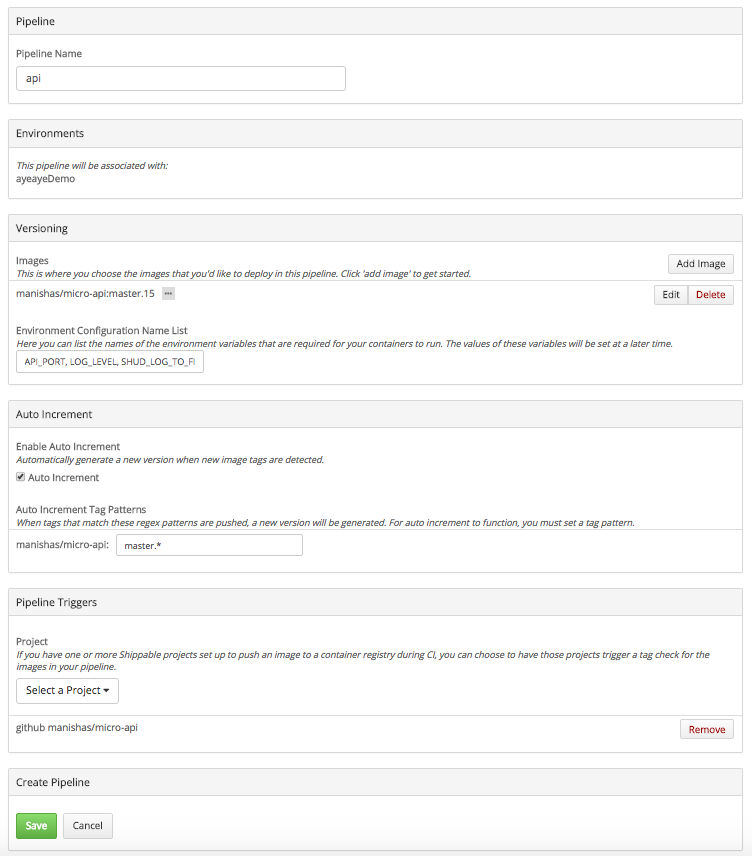 Pipeline
Pipeline Name
api
Environments
This pipeline will be associated with:
ayeayeDemo
Versioning
Images
This is where you choose the images that you'd like to deploy in this pipeline. Click 'add image' to get started.
Add Image
manishas/micro-api:master.15
Edit Delete
Environment Configuration Name List
Here you can list the names of the environment variables that are required for your containers to run. The values of these variables will be set at a later time.
API_PORT, LOG_LEVEL, SHUD_LOG_TO_FI
Auto Increment
Enable Auto Increment
Automatically generate a new version when new image tags are detected.
Auto Increment
Auto Increment Tag Patterns
When tags that match these regex patterns are pushed, a new version will be generated. For auto increment to function, you must set a tag pattern.
manishas/micro-api: master.*
Pipeline Triggers
Project
If you have one or more Shippable projects set up to push an image to a container registry during CI, you can choose to have those projects trigger a tag check for the
images in your pipeline.
Select a Project
github manishas/micro-api
Remove
Create Pipeline
Save Cancel